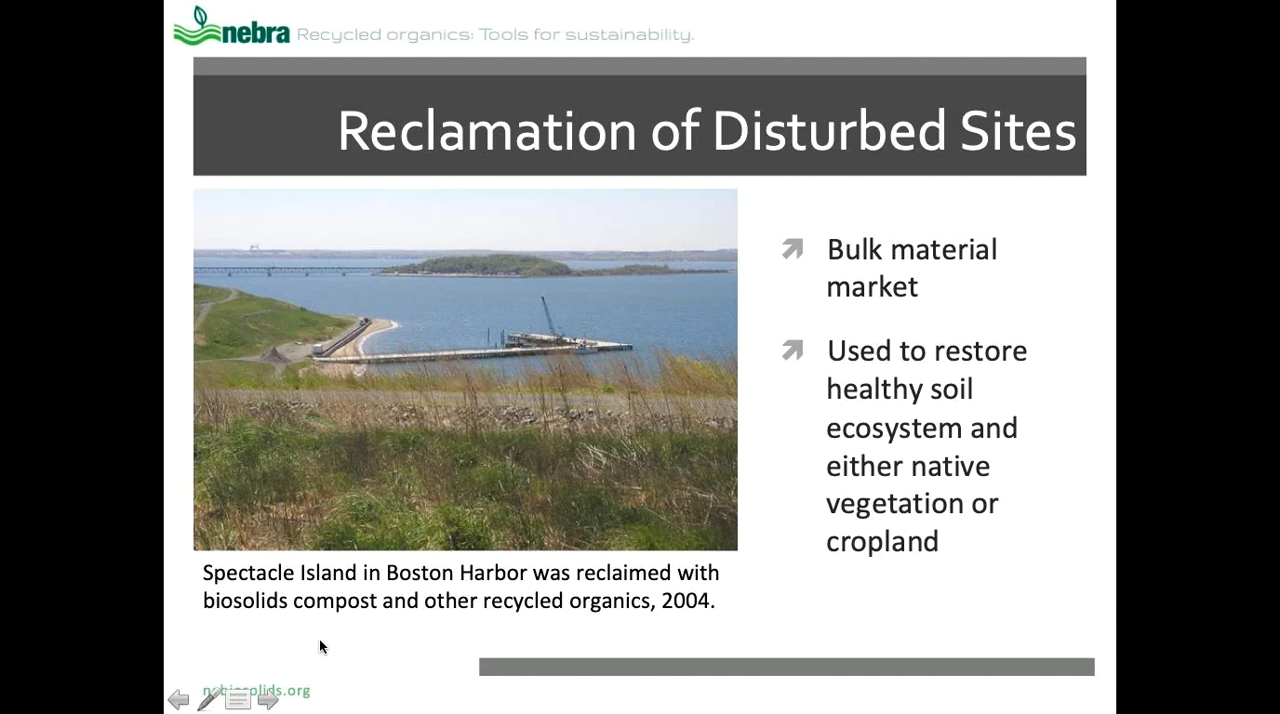 nebra Recycled organics: Tools for sustainability.
Reclamation of Disturbed Sites
Bulk material
market
Used to restore
healthy soil
ecosystem and
either native
vegetation or
cropland
Spectacle Island in Boston Harbor was reclaimed with
biosolids compost and other recycled organics, 2004.
nebiosolids.org